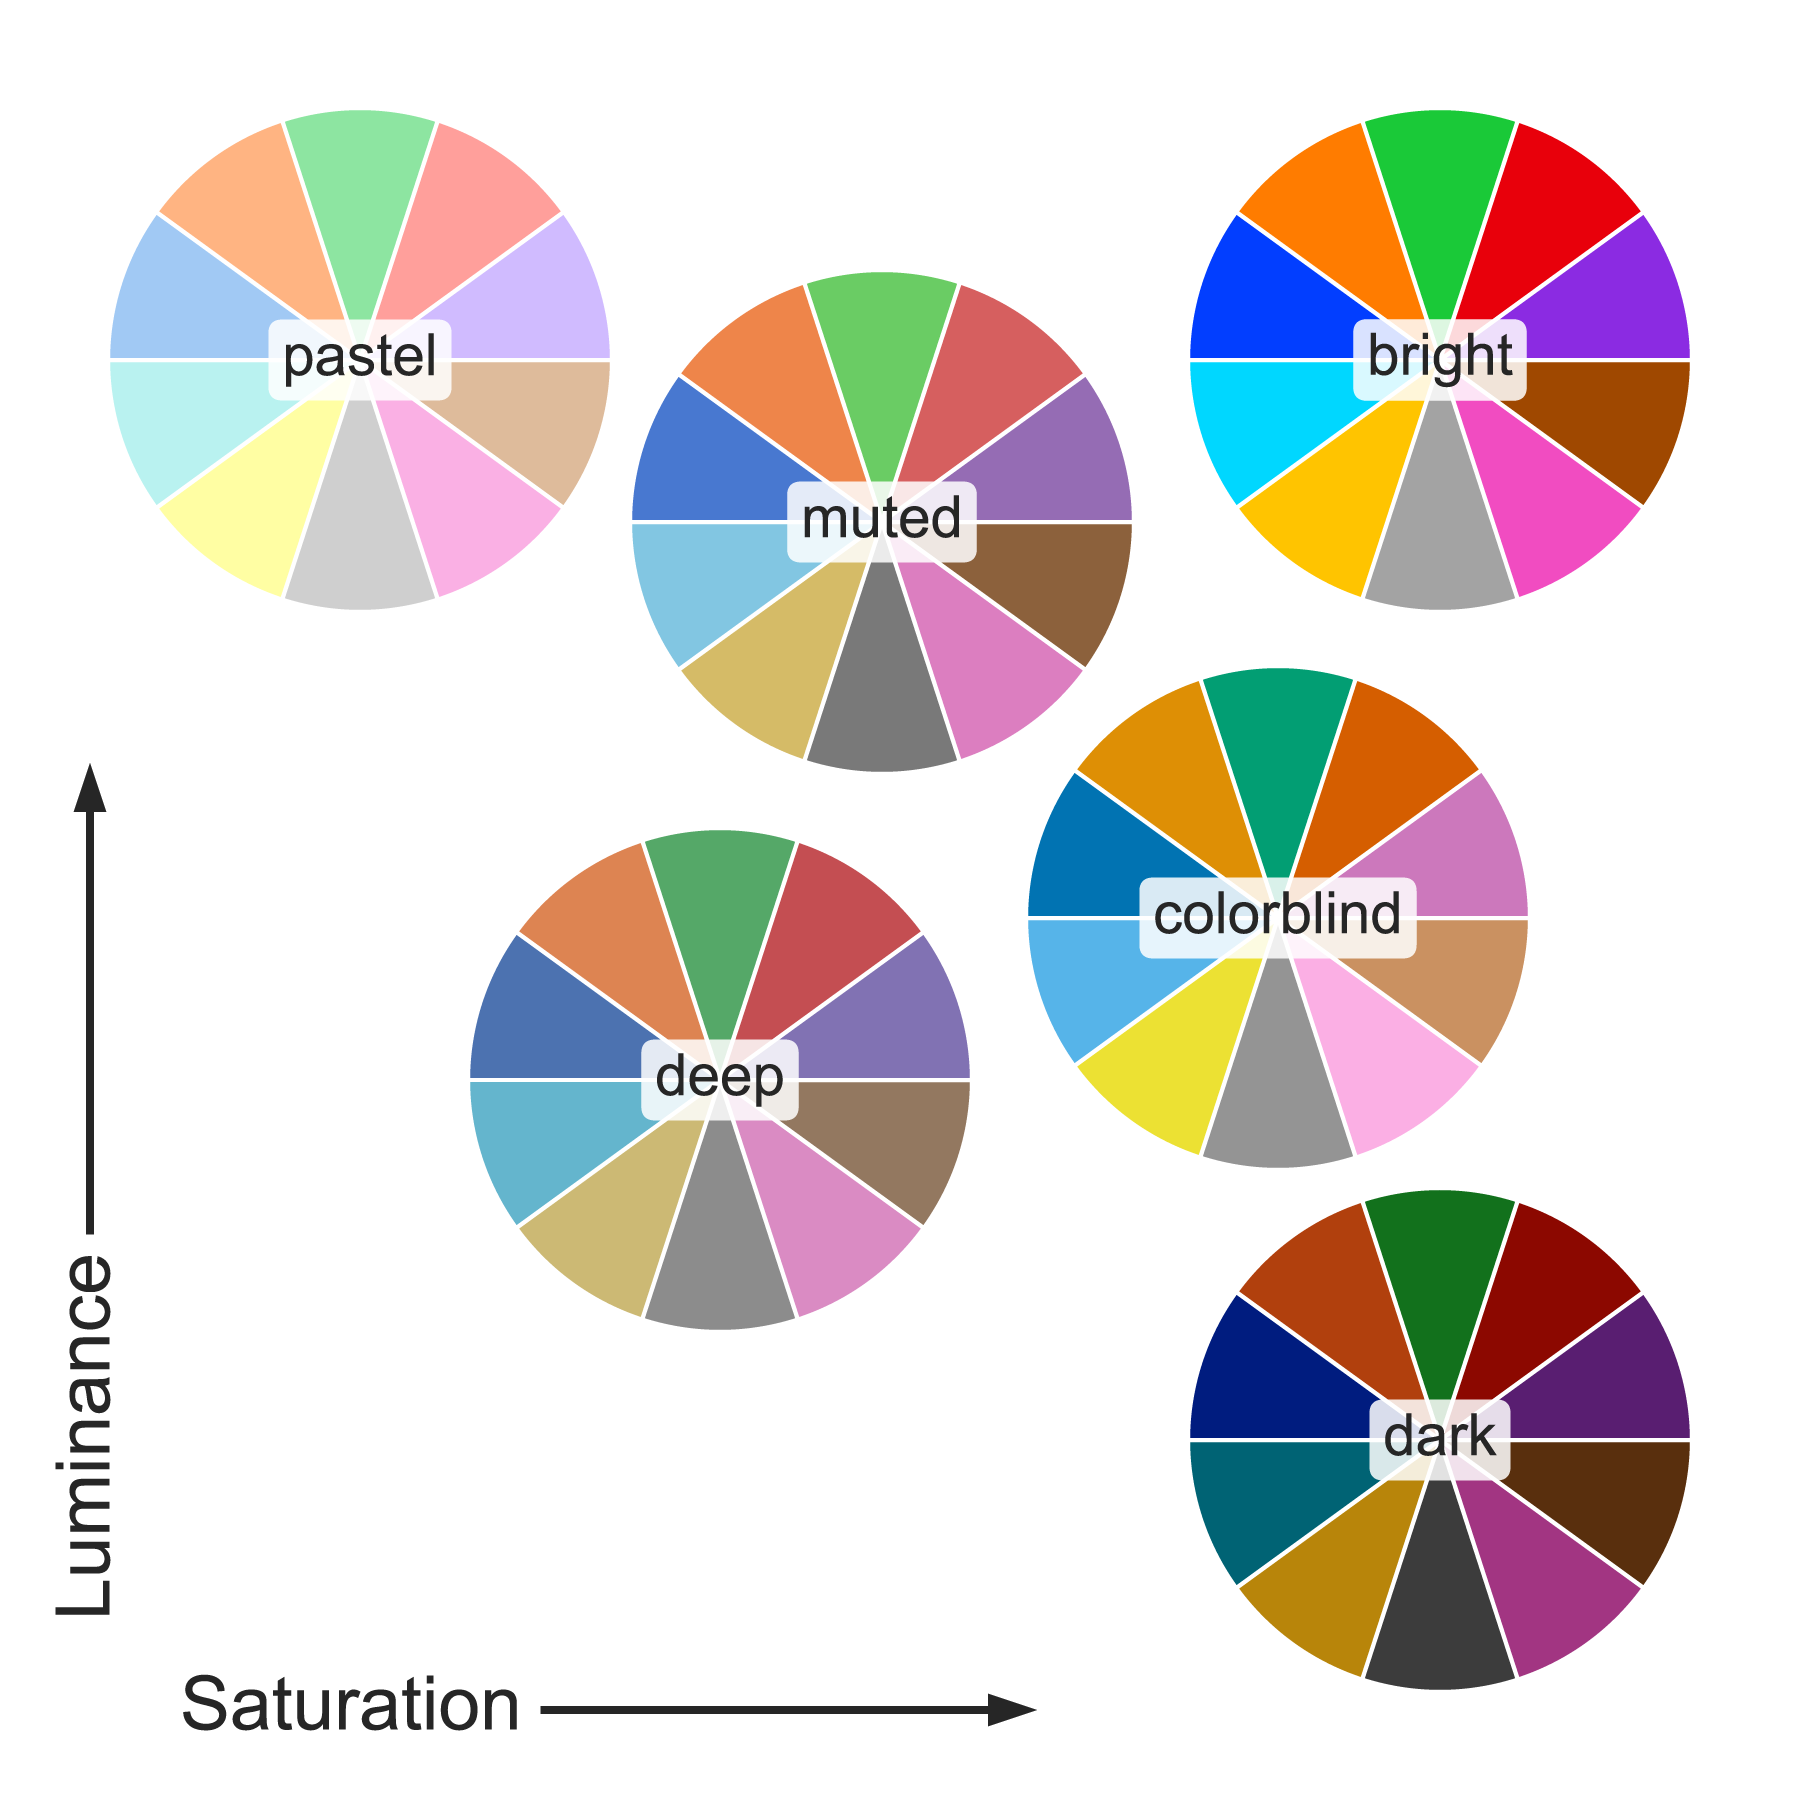 pastel
bright
muted
colorblind
deep
dark
Luminance
Saturation